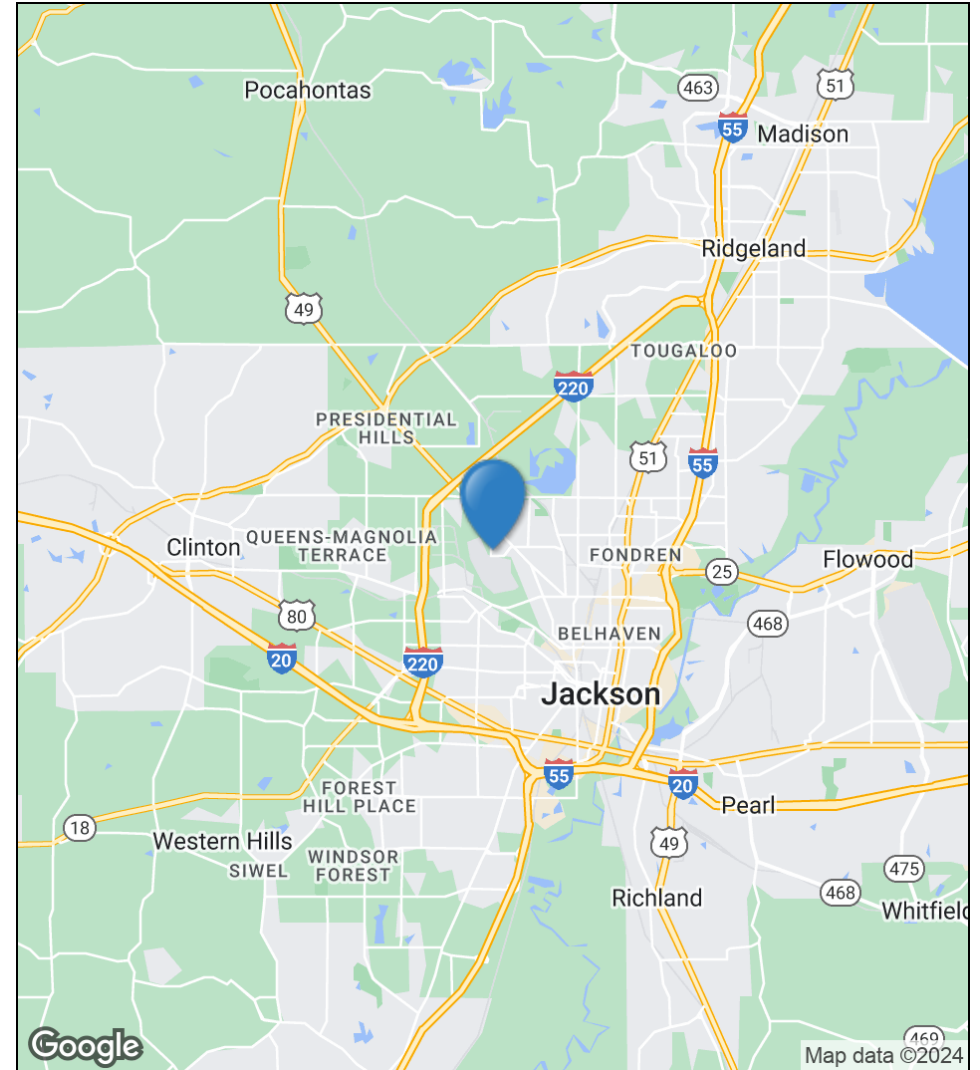 Pocahontas
463
51
55
Madison
Ridgeland
49
TOUGALOO
220
PRESIDENTIAL
HILLS
51
55
Clinton
QUEENS-MAGNOLIA
TERRACE
FONDREN
25
Flowood
80
BELHAVEN
468
20
220
Jackson
55
20
FOREST
HILL PLACE
Pearl
18
Western Hills
49
SIWEL
WINDSOR
FOREST
475
Richland
468
Whitfield
469
Google
Map data ©2024